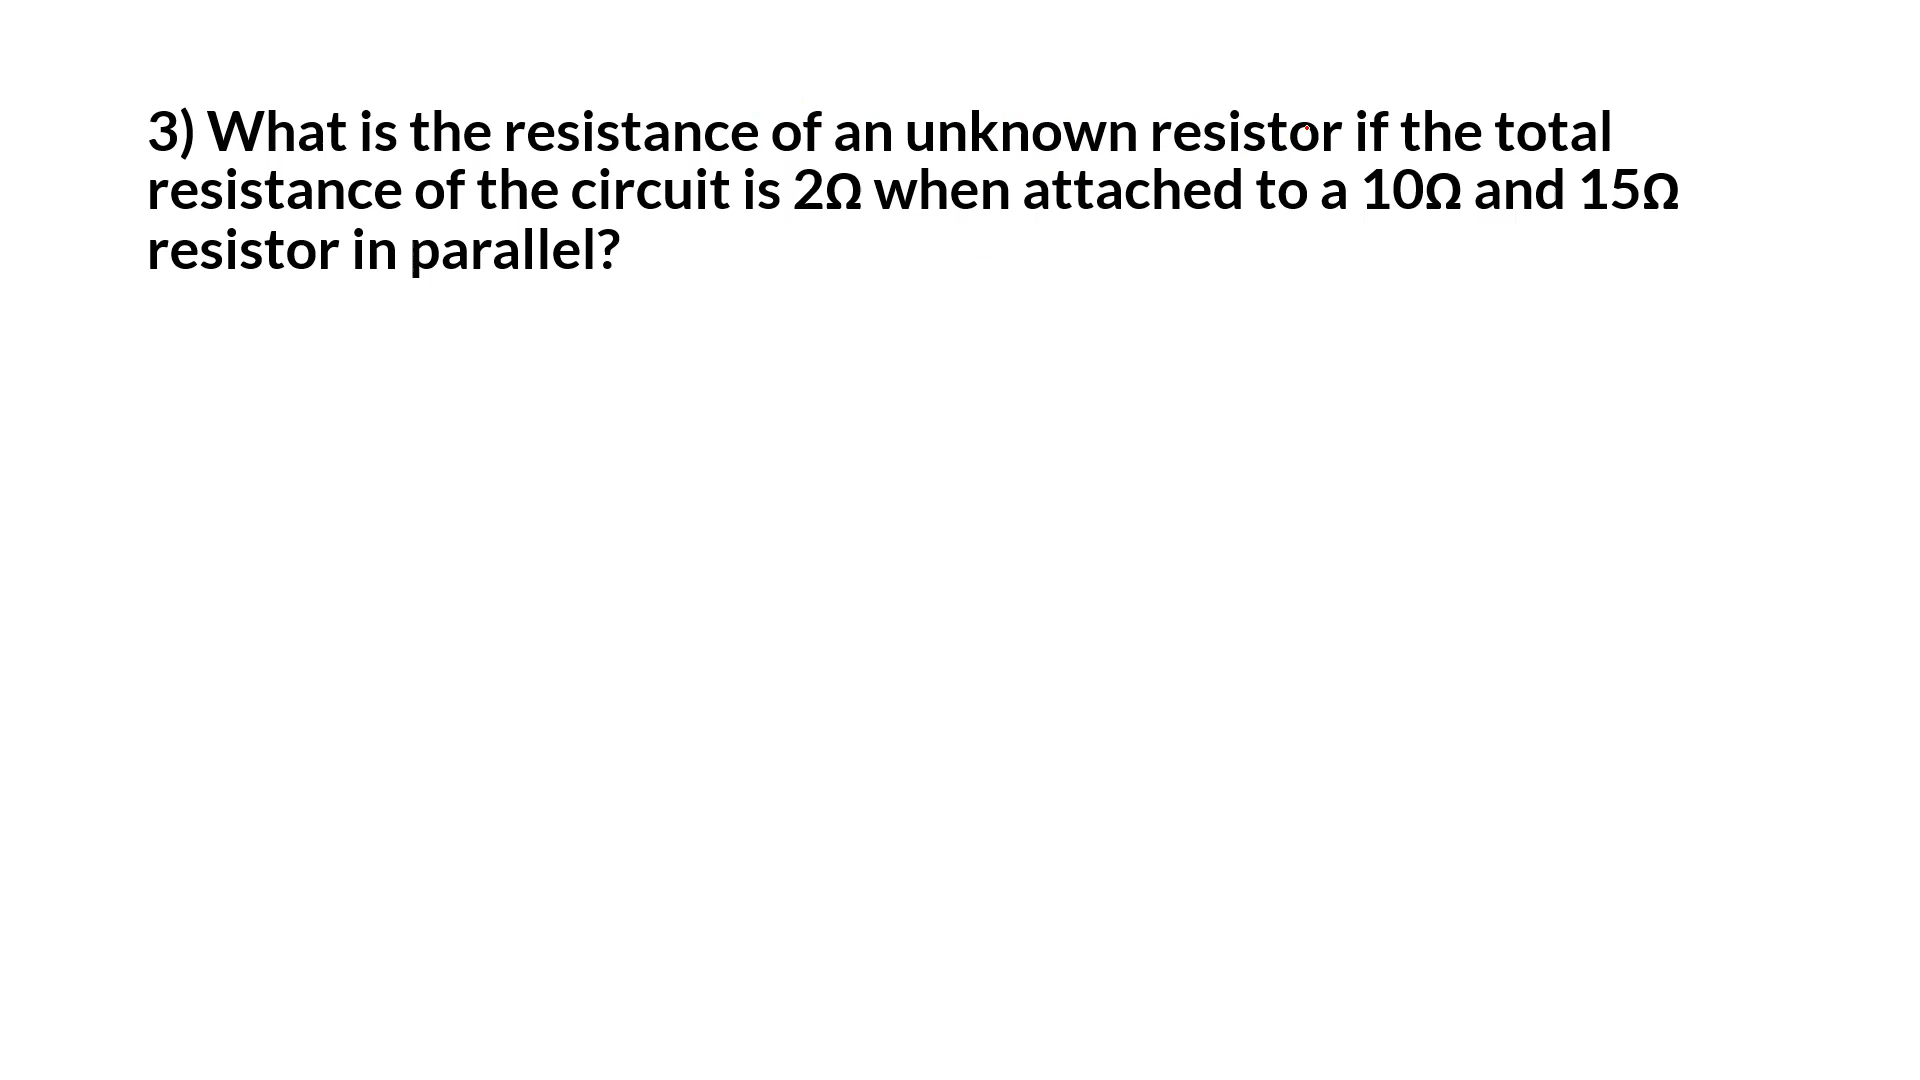 3) What is the resistance of an unknown resistor if the total
resistance of the circuit is 2Ω when attached to a 10Ω and 15Ω
resistor in parallel?